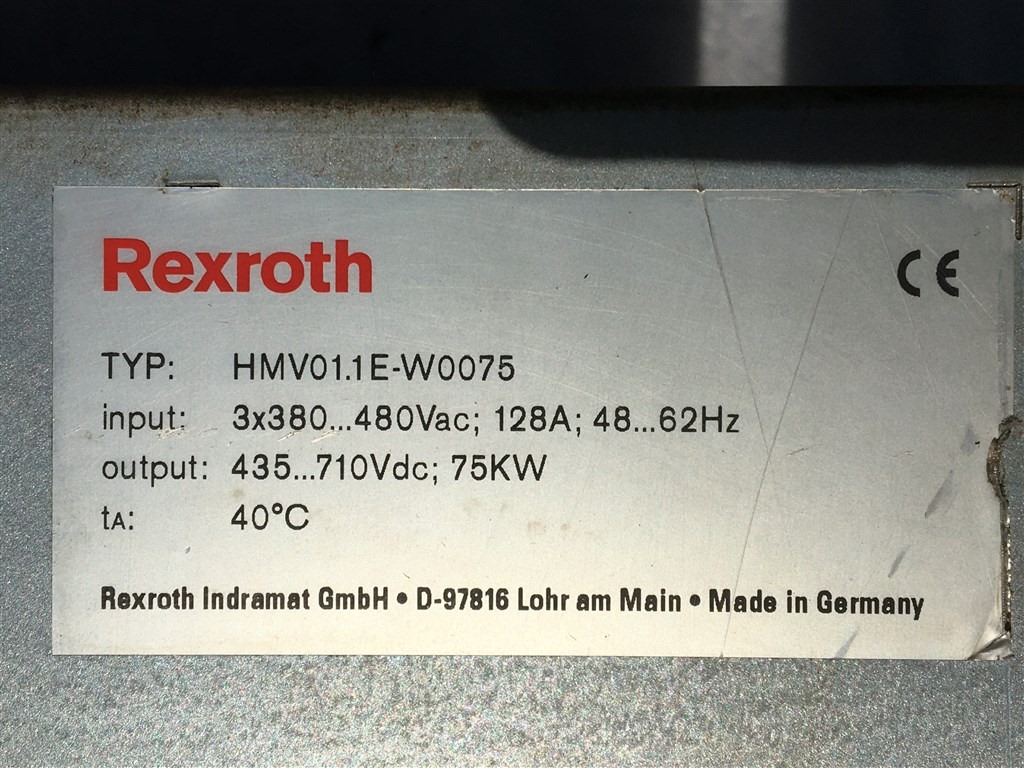 Rexroth
CE
TYP: HMV01.1E-W0075
input: 3x380...480Vac; 128A; 48...62Hz
output: 435...710Vdc; 75KW
tA: 40°C
Rexroth Indramat GmbH • D-97816 Lohr am Main • Made in Germany